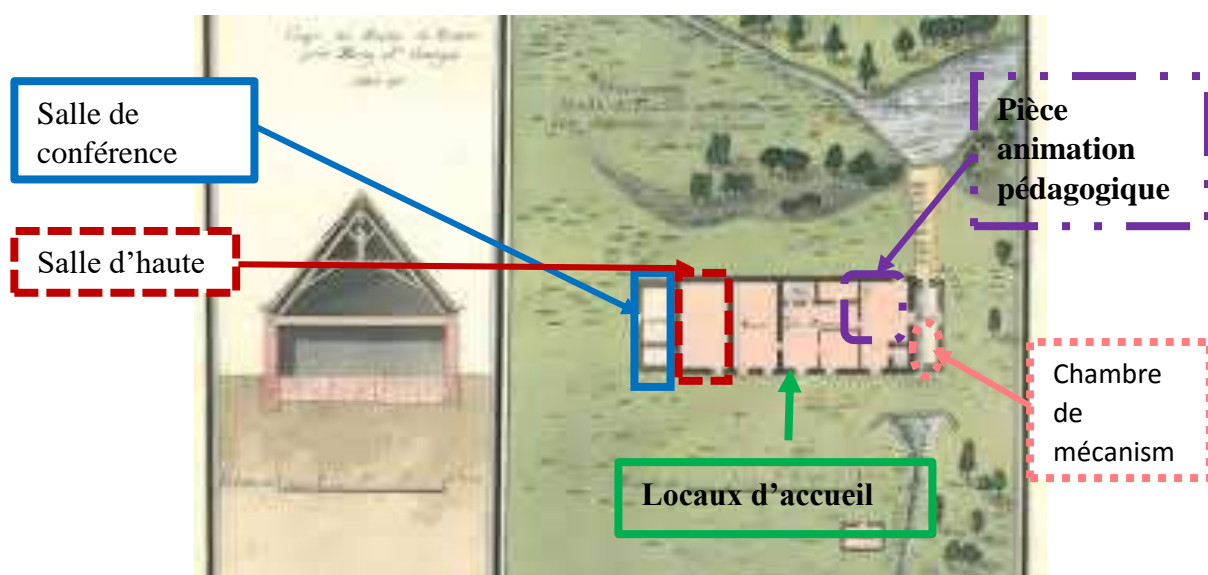 Salle de
conférence
Salle d’haute
Pièce
animation
pédagogique
Chambre
de
mécanism
Locaux d’accueil